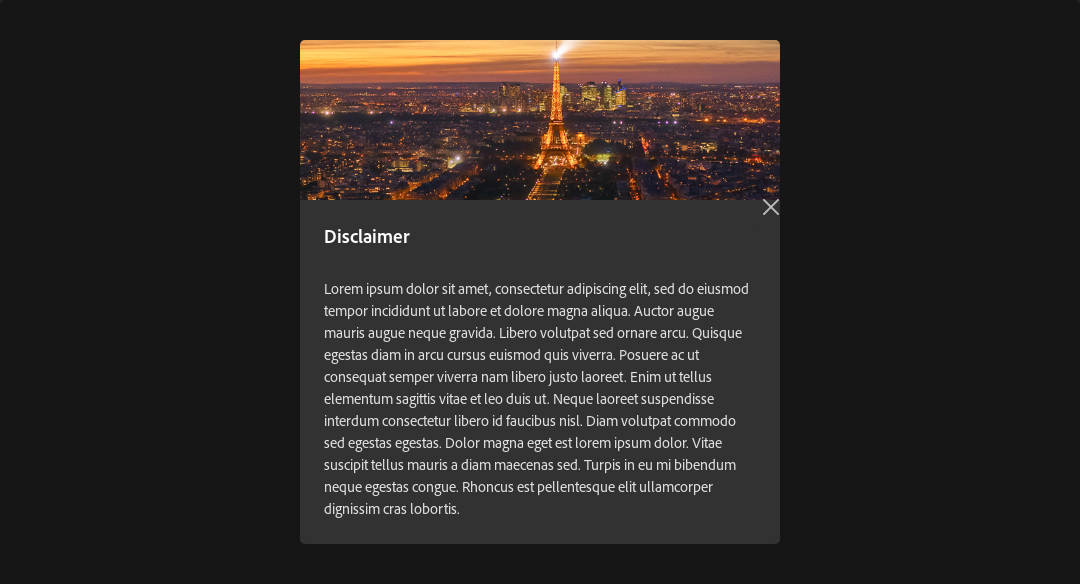 Disclaimer
Lorem ipsum dolor sit amet, consectetur adipiscing elit, sed do eiusmod
tempor incididunt ut labore et dolore magna aliqua. Auctor augue
mauris augue neque gravida. Libero volutpat sed ornare arcu. Quisque
egestas diam in arcu cursus euismod quis viverra. Posuere ac ut
consequat semper viverra nam libero justo laoreet. Enim ut tellus
elementum sagittis vitae et leo duis ut. Neque laoreet suspendisse
interdum consectetur libero id faucibus nisl. Diam volutpat commodo
sed egestas egestas. Dolor magna eget est lorem ipsum dolor. Vitae
suscipit tellus mauris a diam maecenas sed. Turpis in eu mi bibendum
neque egestas congue. Rhoncus est pellentesque elit ullamcorper
dignissim cras lobortis.